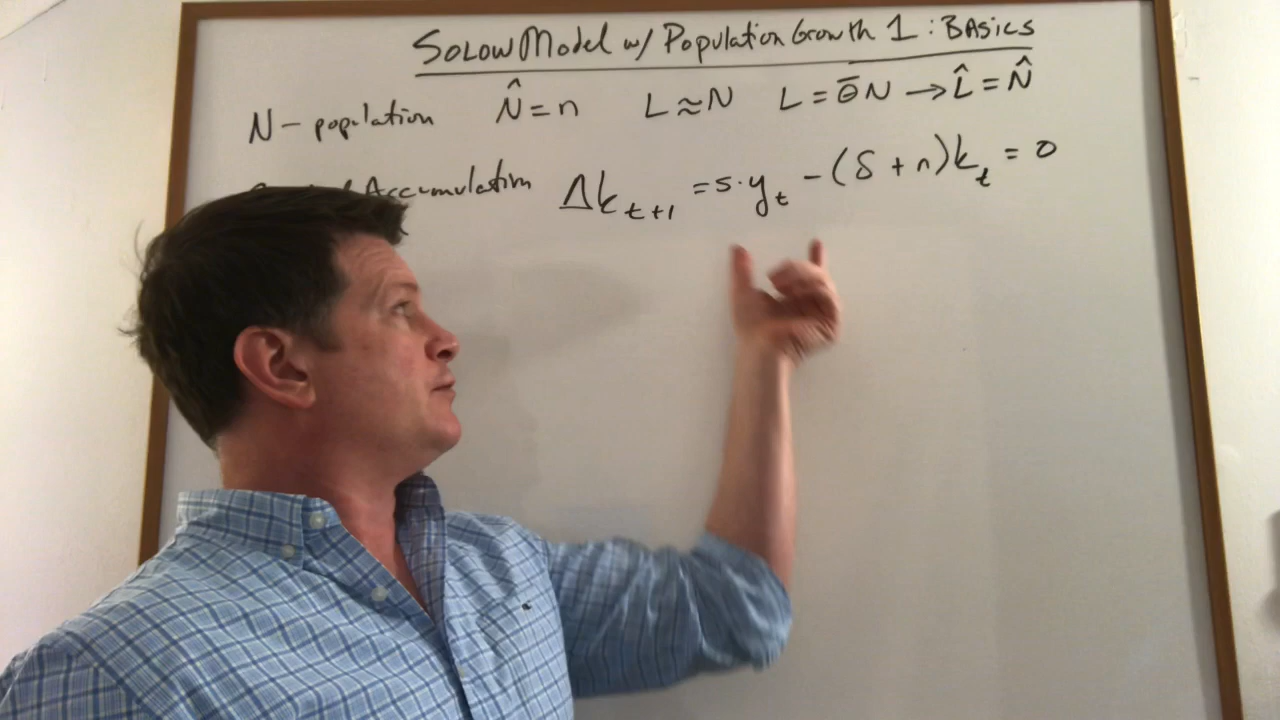 Solow Model w/ Population Growth 1: BASICS
N - population N̂ = n L ≈ N L = θ̄N → L̂ = N̂
Accumulation Δk_{t+1} = s·y_t - (δ + n)k_t = 0